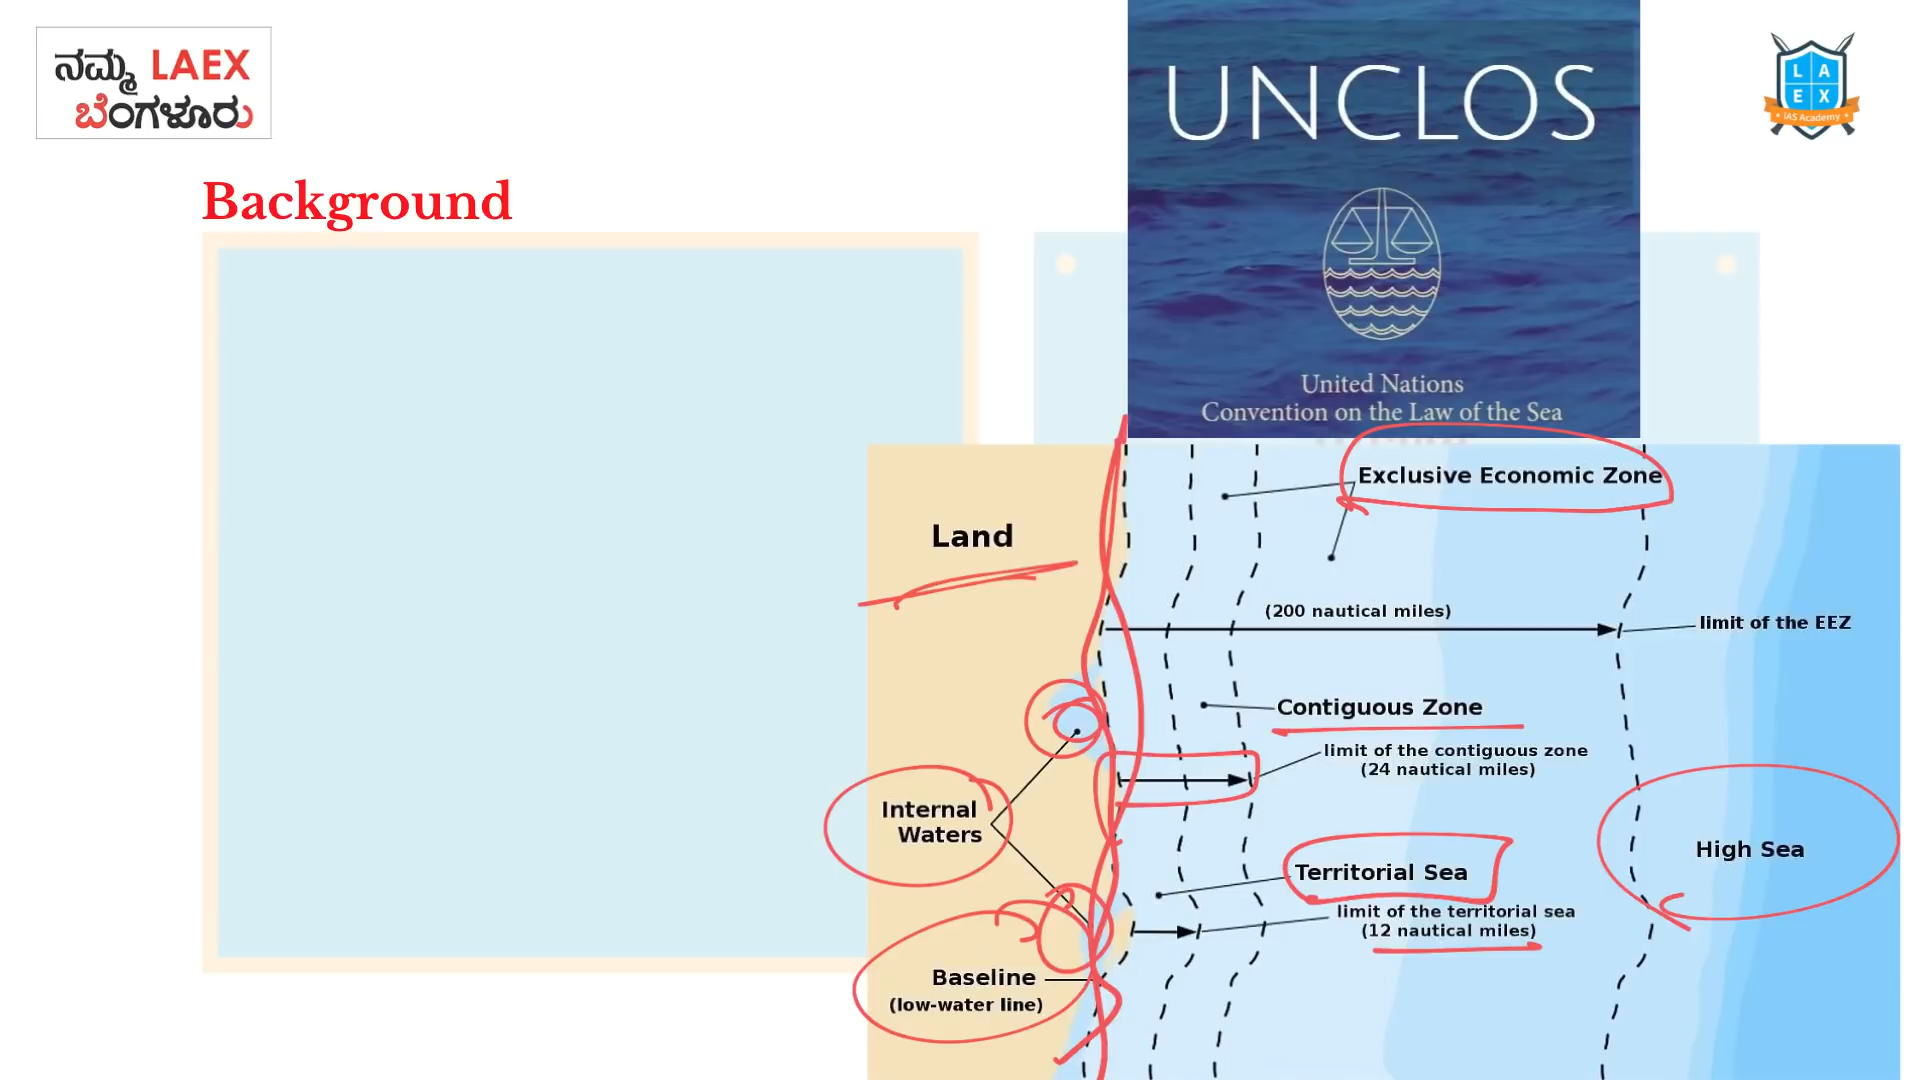 ನಮ್ಮ LAEX
ಬೆಂಗಳೂರು
UNCLOS
L A
E X
IAS Academy
Background
United Nations
Convention on the Law of the Sea
Exclusive Economic Zone
Land
(200 nautical miles)
limit of the EEZ
Contiguous Zone
limit of the contiguous zone
(24 nautical miles)
Internal
Waters
High Sea
Territorial Sea
limit of the territorial sea
(12 nautical miles)
Baseline
(low-water line)